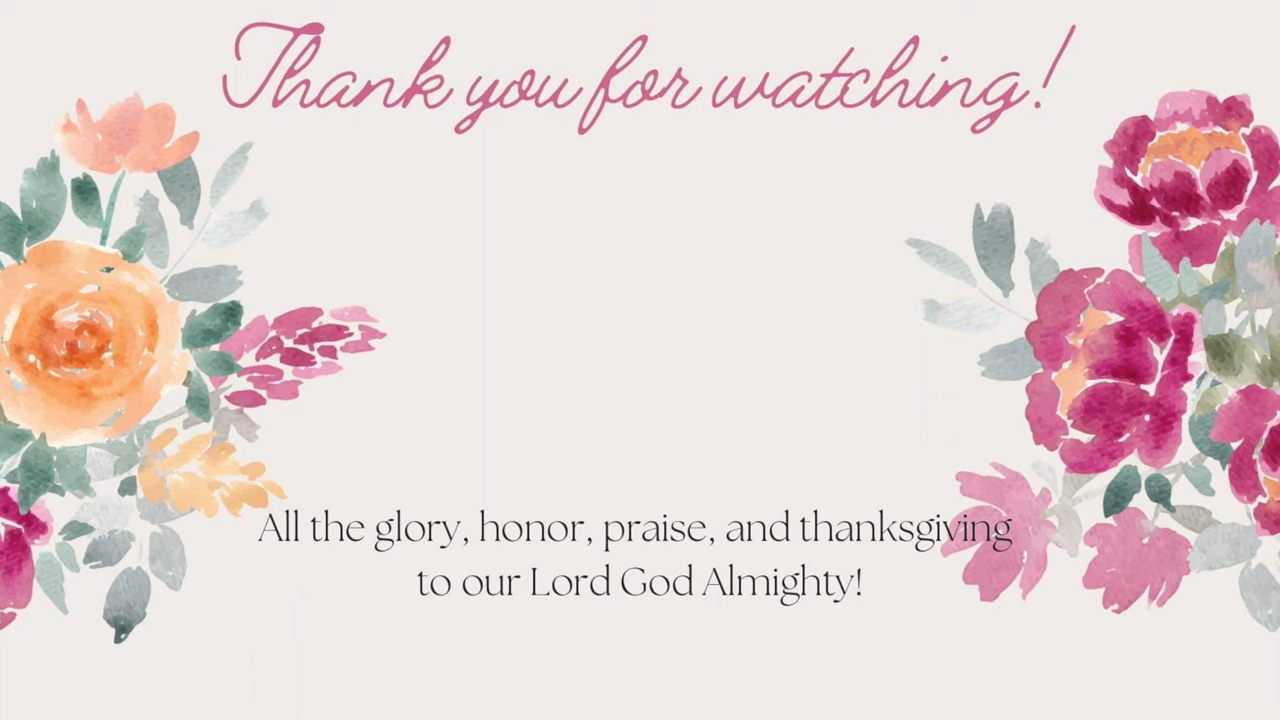 Thank you for watching!
All the glory, honor, praise, and thanksgiving
to our Lord God Almighty!